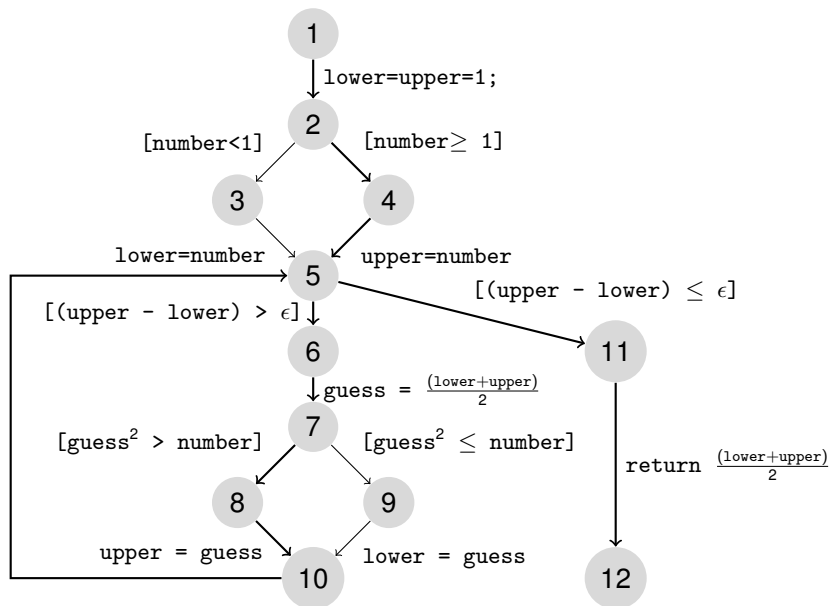 1
lower=upper=1;
2
[number<1] [number≥ 1]
3 4
lower=number upper=number
5
[(upper - lower) ≤ ϵ]
[(upper - lower) > ϵ]
6 11
guess = (lower+upper)/2
7
[guess² > number] [guess² ≤ number]
8 9
return (lower+upper)/2
upper = guess lower = guess
10 12